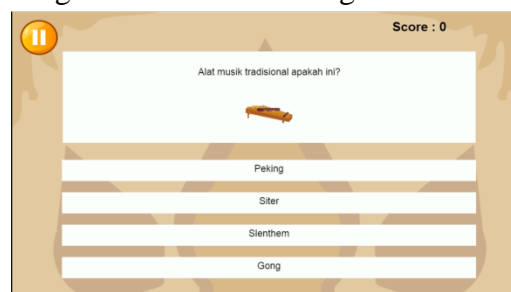 Score : 0
Alat musik tradisional apakah ini?
Peking
Siter
Slenthem
Gong